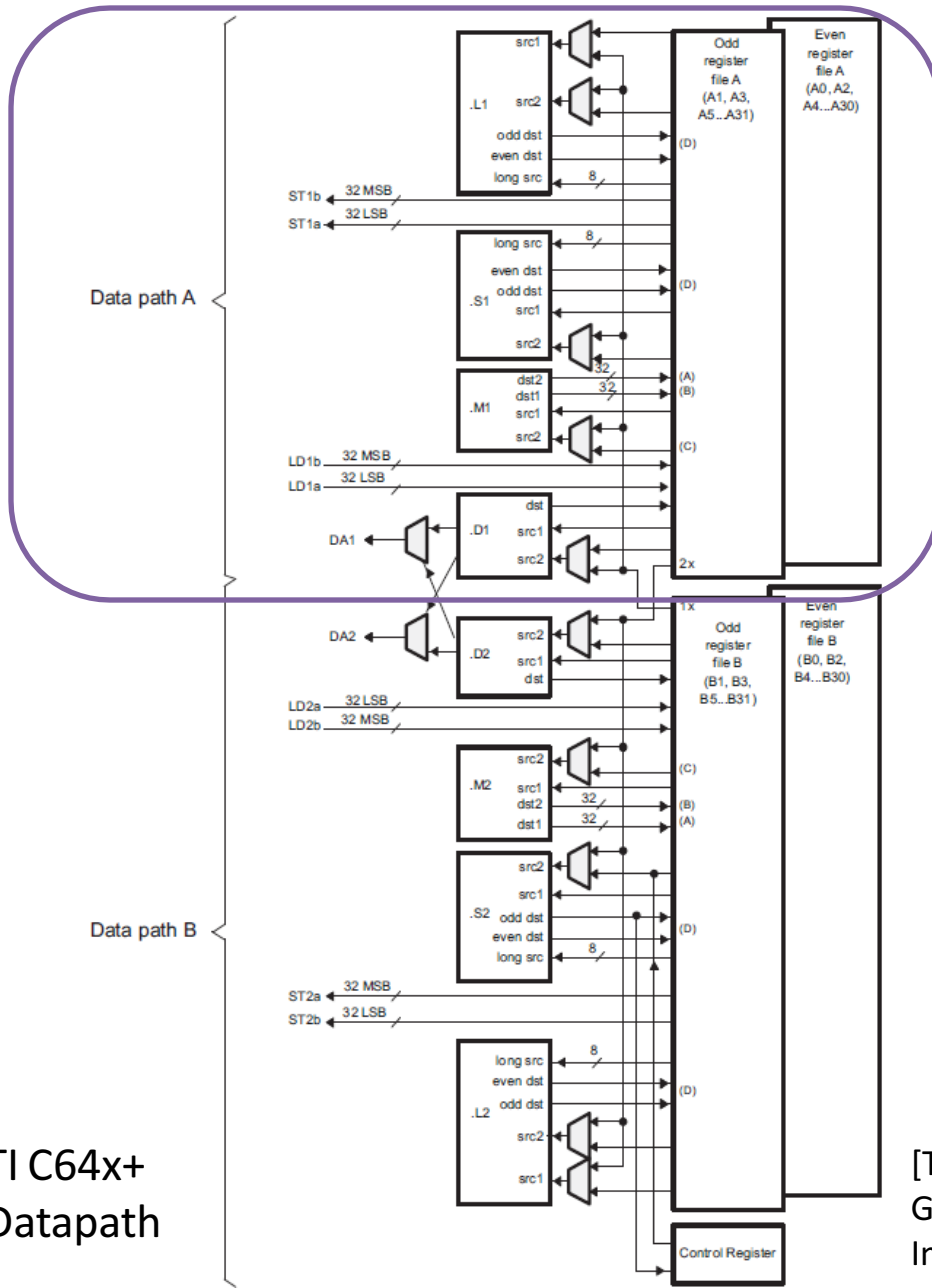 Odd
register
file A
(A1, A3,
A5...A31)
Even
register
file A
(A0, A2,
A4...A30)
src1
.L1
src2
odd dst
even dst
long src
8
(D)
ST1b
32 MSB
ST1a
32 LSB
long src
8
even dst
odd dst
(D)
.S1
src1
src2
Data path A
dst2
32
(A)
dst1
32
(B)
.M1
src1
src2
(C)
LD1b
32 MSB
LD1a
32 LSB
dst
.D1
src1
src2
DA1
2x
1x
Odd
register
file B
(B1, B3,
B5...B31)
Even
register
file B
(B0, B2,
B4...B30)
DA2
src2
.D2
src1
dst
LD2a
32 LSB
LD2b
32 MSB
src2
(C)
.M2
src1
dst2
32
(B)
dst1
32
(A)
src2
src1
.S2
odd dst
(D)
even dst
long src
8
Data path B
ST2a
32 MSB
ST2b
32 LSB
long src
8
even dst
(D)
odd dst
.L2
src2
src1
Control Register
TI C64x+
Datapath